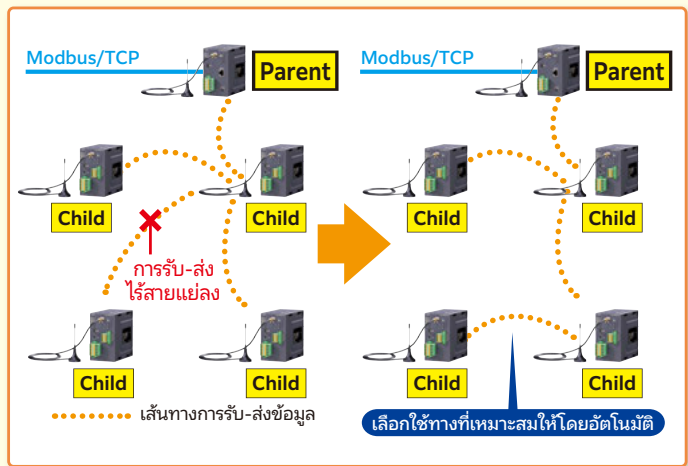 Modbus/TCP
Parent
Child
Child
การรับ-ส่ง
ไร้สายแย่ลง
Child
Child
เส้นทางการรับ-ส่งข้อมูล
Modbus/TCP
Parent
Child
Child
Child
Child
เลือกใช้ทางที่เหมาะสมให้โดยอัตโนมัติ